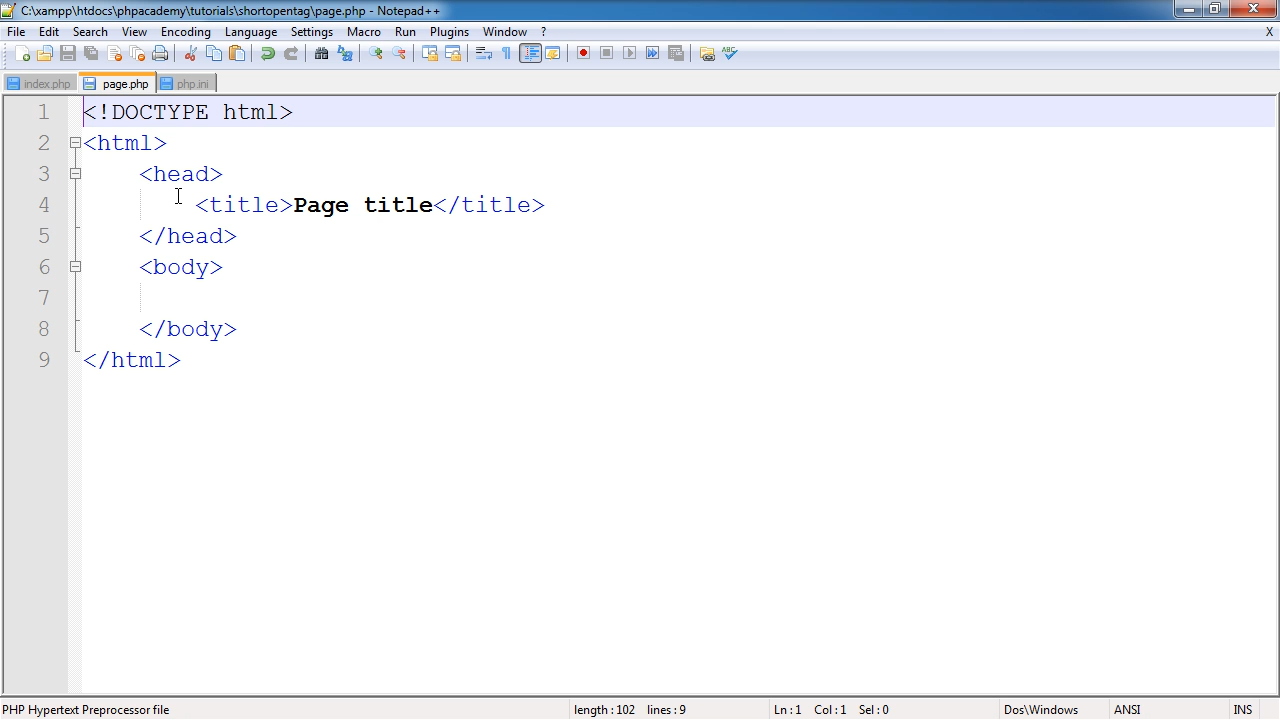 C:\xampp\htdocs\phpacademy\tutorials\shortopentag\page.php - Notepad++
File Edit Search View Encoding Language Settings Macro Run Plugins Window ? X
index.php page.php php.ini
1 <!DOCTYPE html>
2 <html>
3 <head>
4 <title>Page title</title>
5 </head>
6 <body>
7
8 </body>
9 </html>
PHP Hypertext Preprocessor file length : 102 lines : 9 Ln : 1 Col : 1 Sel : 0 Dos\Windows ANSI INS